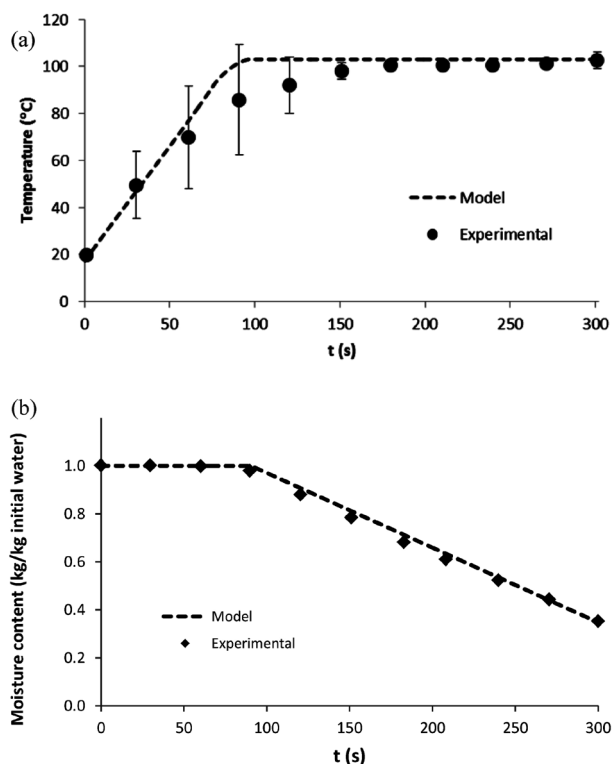 (a)
120
100
80
60
40
20
0
Temperature (°C)
Model
Experimental
0 50 100 150 200 250 300
t (s)
(b)
1.0
0.8
0.6
0.4
0.2
0.0
Moisture content (kg/kg initial water)
Model
Experimental
0 50 100 150 200 250 300
t (s)